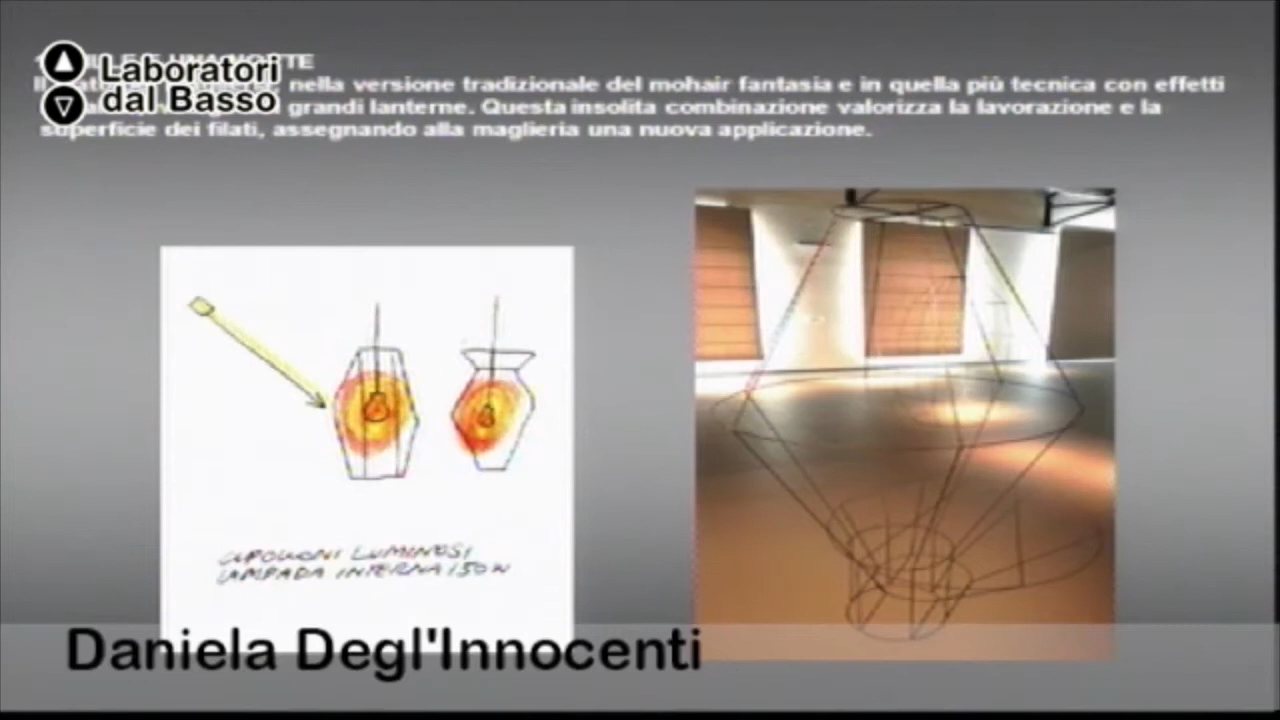 Laboratori
dal Basso
nella versione tradizionale del mohair fantasia e in quella più tecnica con effetti
grandi lanterne. Questa insolita combinazione valorizza la lavorazione e la
superficie dei filati, assegnando alla maglieria una nuova applicazione.
LUMINOSI
LAMPADA INTERNA 150 W
Daniela Degl'Innocenti